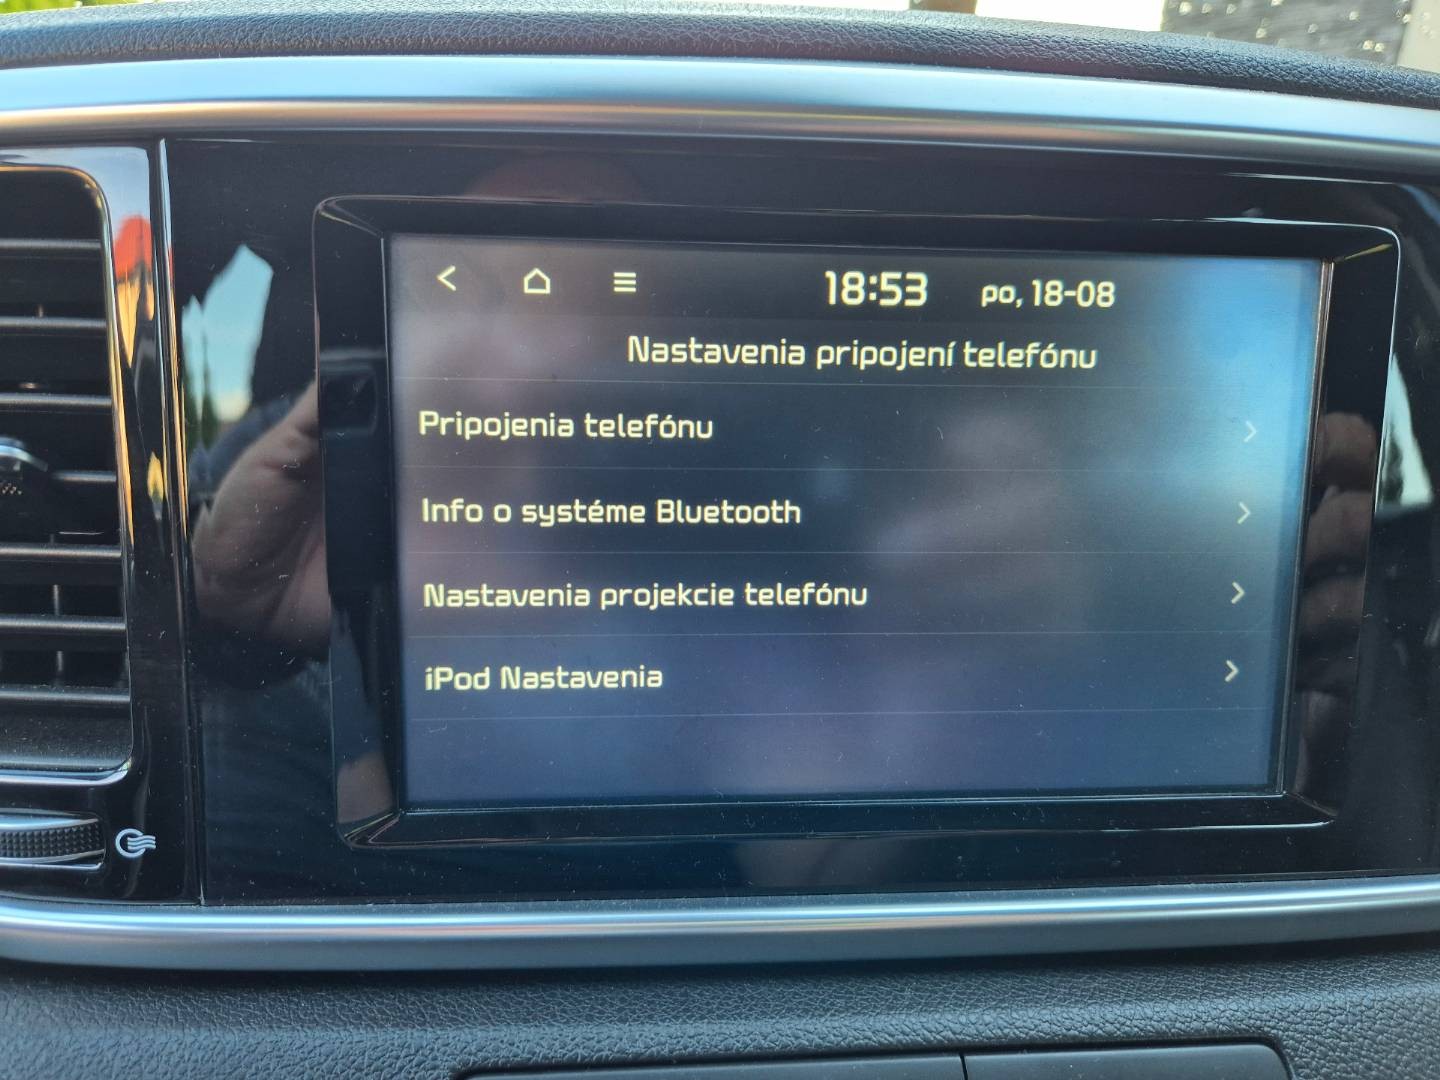 18:53 po, 18-08
Nastavenia pripojení telefónu
Pripojenia telefónu
Info o systéme Bluetooth
Nastavenia projekcie telefónu
iPod Nastavenia